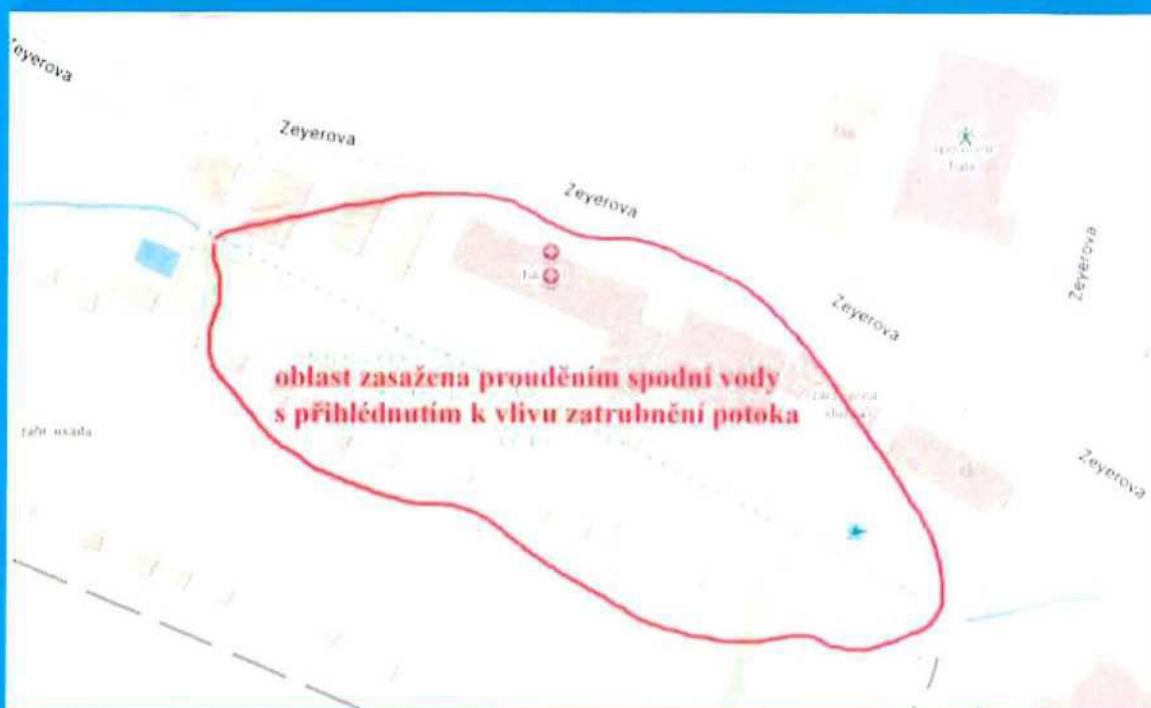 Zeyerova
Zeyerova
Zeyerova
Zeyerova
Zeyerova
Zeyerova
oblast zasažena prouděním spodní vody
s přihlédnutím k vlivu zatrubnění potoka